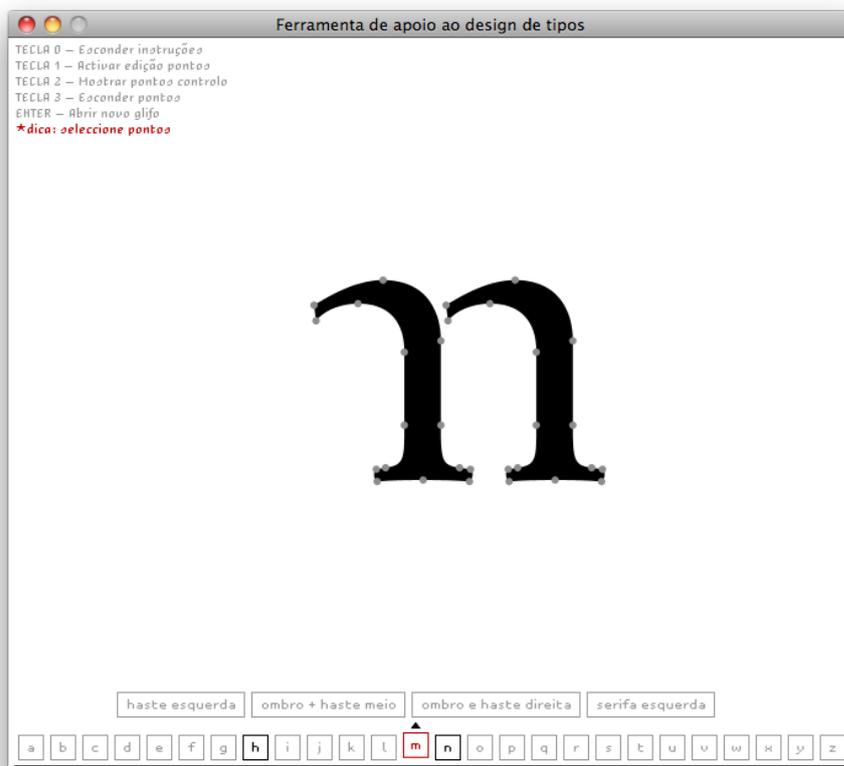 Ferramenta de apoio ao design de tipos
TECLA 0 – Esconder instruções
TECLA 1 – Activar edição pontos
TECLA 2 – Mostrar pontos controlo
TECLA 3 – Esconder pontos
ENTER – Abrir novo glifo
*dica: seleccione pontos
haste esquerda ombro + haste meio ombro e haste direita serifa esquerda
a b c d e f g h i j k l m n o p q r s t u v w x y z